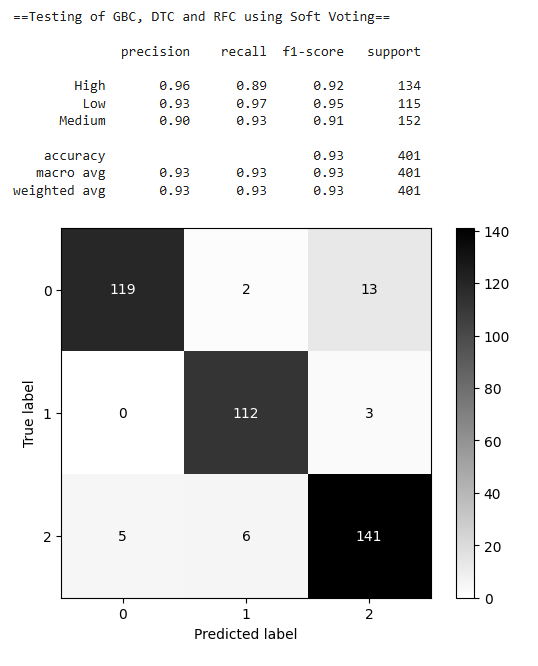 ==Testing of GBC, DTC and RFC using Soft Voting==
precision recall f1-score support
High 0.96 0.89 0.92 134
Low 0.93 0.97 0.95 115
Medium 0.90 0.93 0.91 152
accuracy 0.93 401
macro avg 0.93 0.93 0.93 401
weighted avg 0.93 0.93 0.93 401
140
120
100
80
60
40
20
0
True label
0 119 2 13
1 0 112 3
2 5 6 141
0 1 2
Predicted label